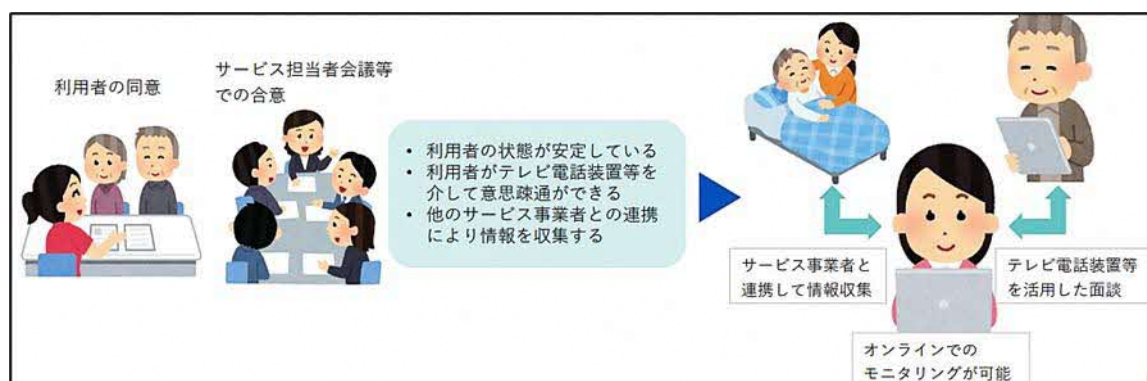 利用者の同意
サービス担当者会議等
での合意
• 利用者の状態が安定している
• 利用者がテレビ電話装置等を
介して意思疎通ができる
• 他のサービス事業者との連携
により情報を収集する
サービス事業者と
連携して情報収集
テレビ電話装置等
を活用した面談
オンラインでの
モニタリングが可能